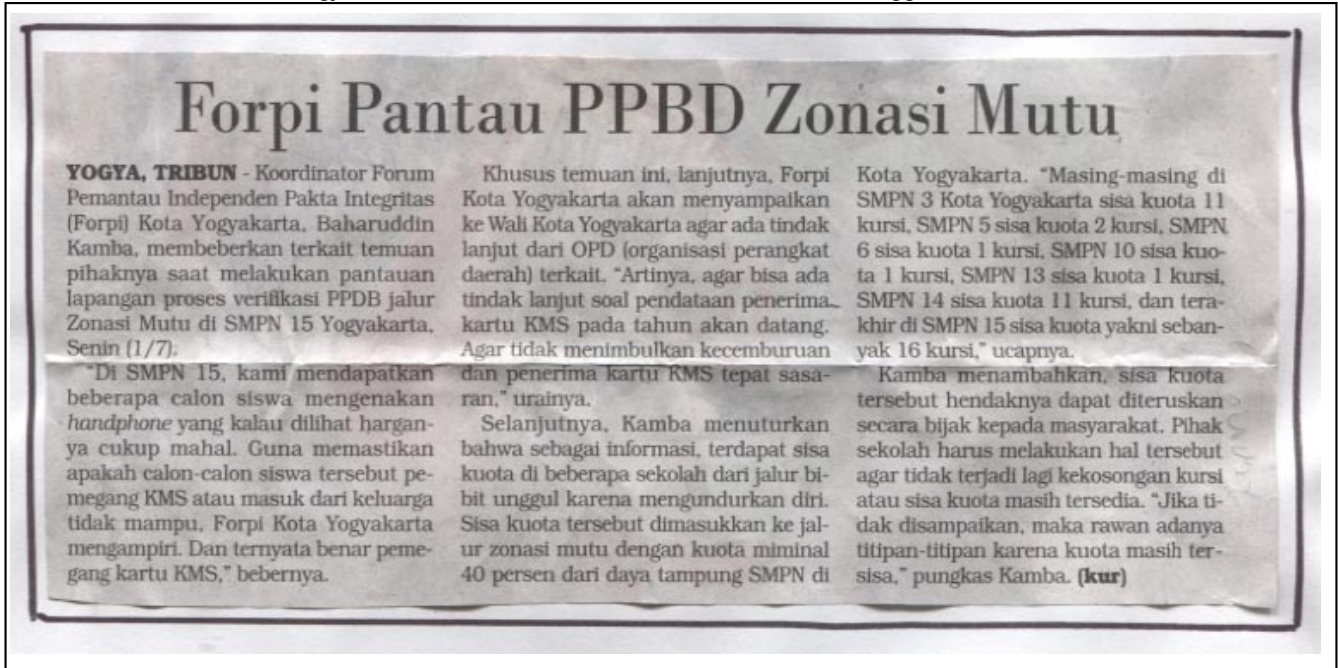 Forpi Pantau PPBD Zonasi Mutu
YOGYA, TRIBUN - Koordinator Forum
Pemantau Independen Pakta Integritas
(Forpi) Kota Yogyakarta, Baharuddin
Kamba, membeberkan terkait temuan
pihaknya saat melakukan pantauan
lapangan proses verifikasi PPDB jalur
Zonasi Mutu di SMPN 15 Yogyakarta,
Senin (1/7).
"Di SMPN 15, kami mendapatkan
beberapa calon siswa mengenakan
handphone yang kalau dilihat hargan-
ya cukup mahal. Guna memastikan
apakah calon-calon siswa tersebut pe-
megang KMS atau masuk dari keluarga
tidak mampu, Forpi Kota Yogyakarta
mengampiri. Dan ternyata benar peme-
gang kartu KMS," bebernya.
Khusus temuan ini, lanjutnya, Forpi
Kota Yogyakarta akan menyampaikan
ke Wali Kota Yogyakarta agar ada tindak
lanjut dari OPD (organisasi perangkat
daerah) terkait. "Artinya, agar bisa ada
tindak lanjut soal pendataan penerima
kartu KMS pada tahun akan datang.
Agar tidak menimbulkan kecemburuan
dan penerima kartu KMS tepat sasa-
ran," urainya.
Selanjutnya, Kamba menuturkan
bahwa sebagai informasi, terdapat sisa
kuota di beberapa sekolah dari jalur bi-
bit unggul karena mengundurkan diri.
Sisa kuota tersebut dimasukkan ke jal-
ur zonasi mutu dengan kuota miminal
40 persen dari daya tampung SMPN di
Kota Yogyakarta. "Masing-masing di
SMPN 3 Kota Yogyakarta sisa kuota 11
kursi, SMPN 5 sisa kuota 2 kursi, SMPN
6 sisa kuota 1 kursi, SMPN 10 sisa kuo-
ta 1 kursi, SMPN 13 sisa kuota 1 kursi,
SMPN 14 sisa kuota 11 kursi, dan tera-
khir di SMPN 15 sisa kuota yakni seban-
yak 16 kursi," ucapnya.
Kamba menambahkan, sisa kuota
tersebut hendaknya dapat diteruskan
secara bijak kepada masyarakat. Pihak
sekolah harus melakukan hal tersebut
agar tidak terjadi lagi kekosongan kursi
atau sisa kuota masih tersedia. "Jika ti-
dak disampaikan, maka rawan adanya
titipan-titipan karena kuota masih ter-
sisa," pungkas Kamba. (kur)